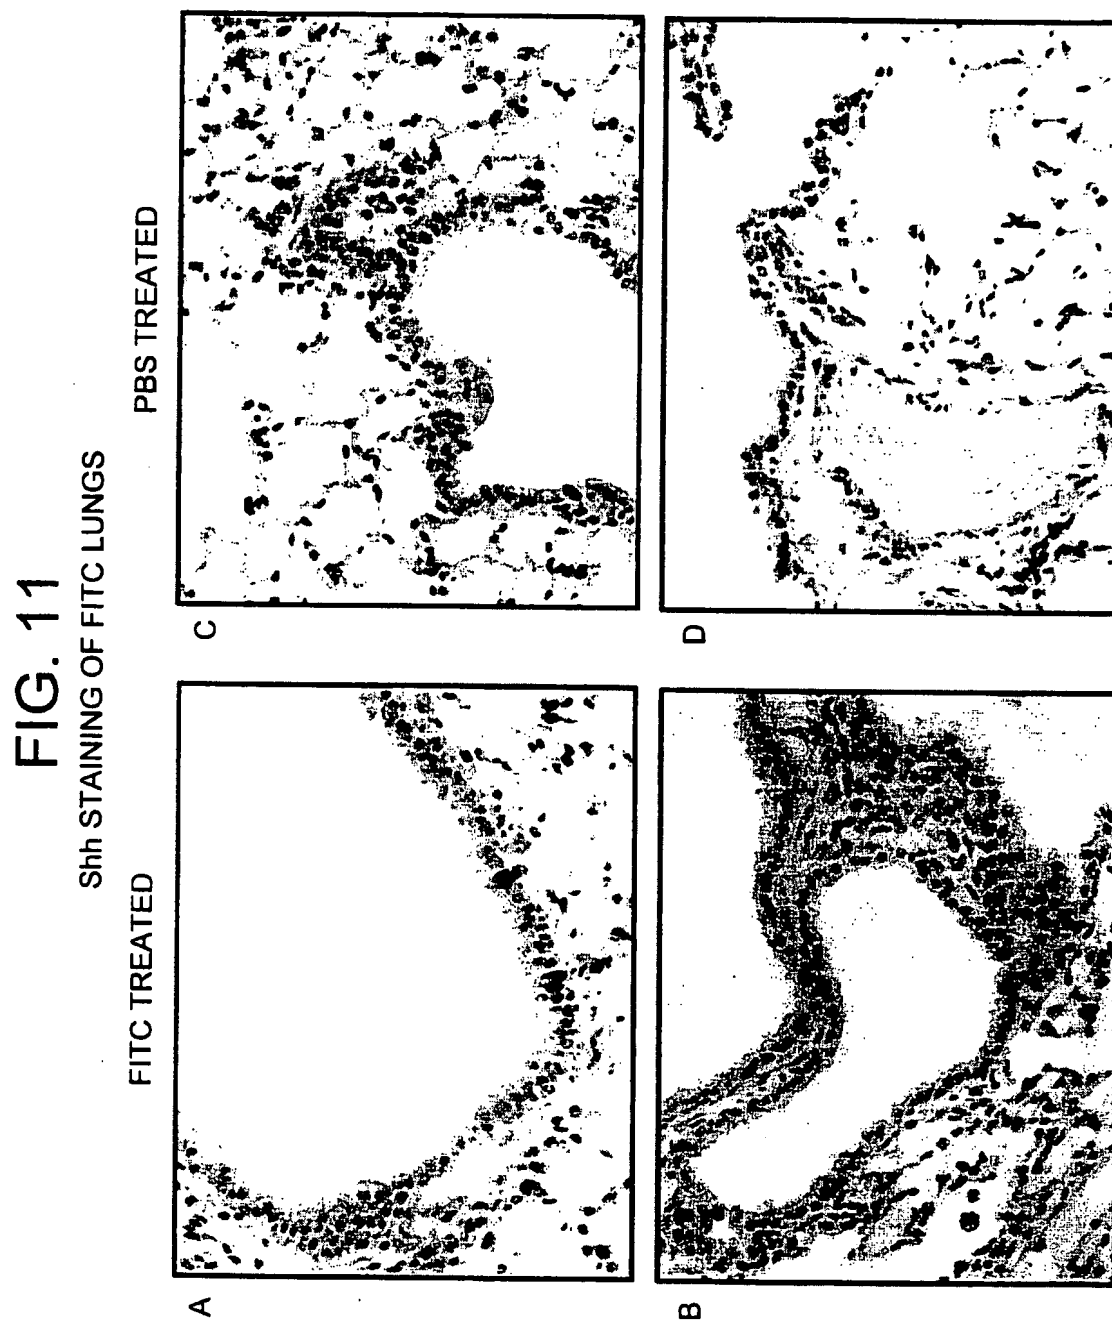 FIG. 11
Shh STAINING OF FITC LUNGS
FITC TREATED
PBS TREATED
A
C
B
D